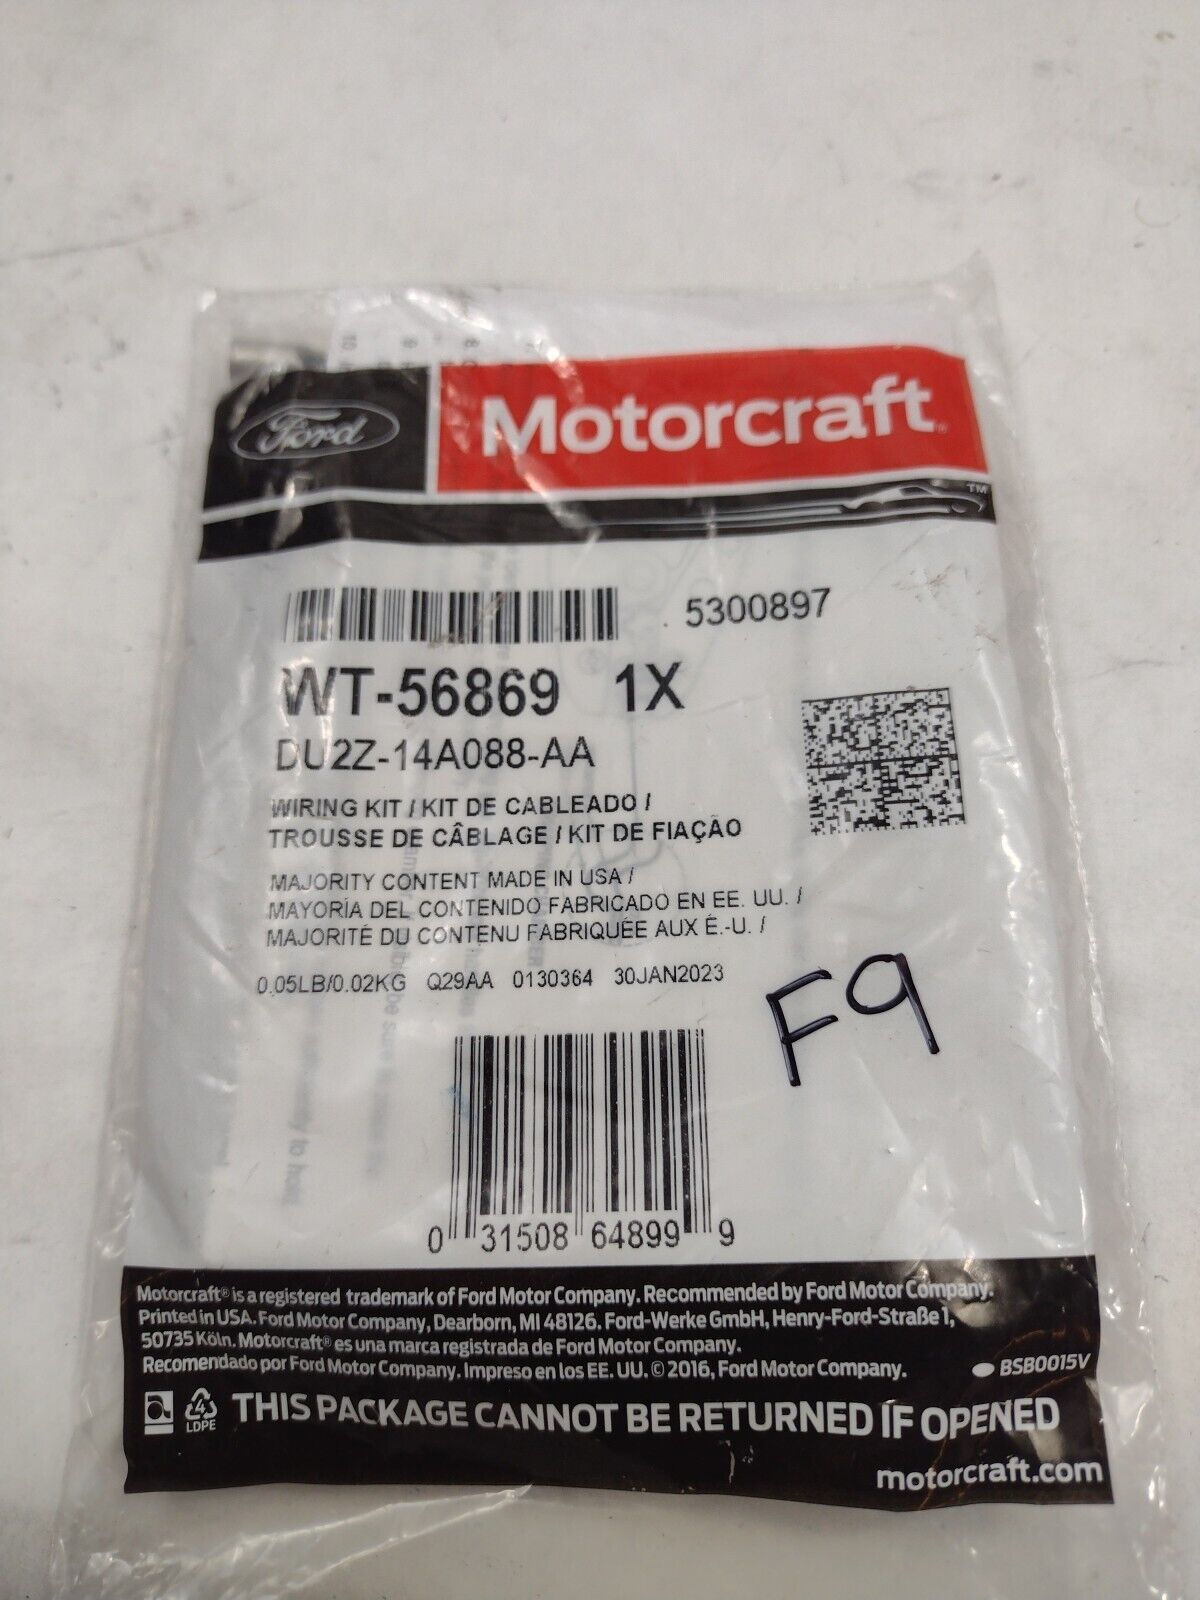 Ford
Motorcraft
TM
5300897
WT-56869 1X
DU2Z-14A088-AA
WIRING KIT / KIT DE CABLEADO /
TROUSSE DE CÂBLAGE / KIT DE FIAÇÃO
MAJORITY CONTENT MADE IN USA /
MAYORÍA DEL CONTENIDO FABRICADO EN EE. UU. /
MAJORITÉ DU CONTENU FABRIQUÉE AUX É.-U. /
0.05LB/0.02KG Q29AA 0130364 30JAN2023
F9
0 31508 64899 9
Motorcraft® is a registered trademark of Ford Motor Company. Recommended by Ford Motor Company.
Printed in USA. Ford Motor Company, Dearborn, MI 48126. Ford-Werke GmbH, Henry-Ford-Straße 1,
50735 Köln. Motorcraft® es una marca registrada de Ford Motor Company.
Recomendado por Ford Motor Company. Impreso en los EE. UU. © 2016, Ford Motor Company.
BSB0015V
4
LDPE
THIS PACKAGE CANNOT BE RETURNED IF OPENED
motorcraft.com